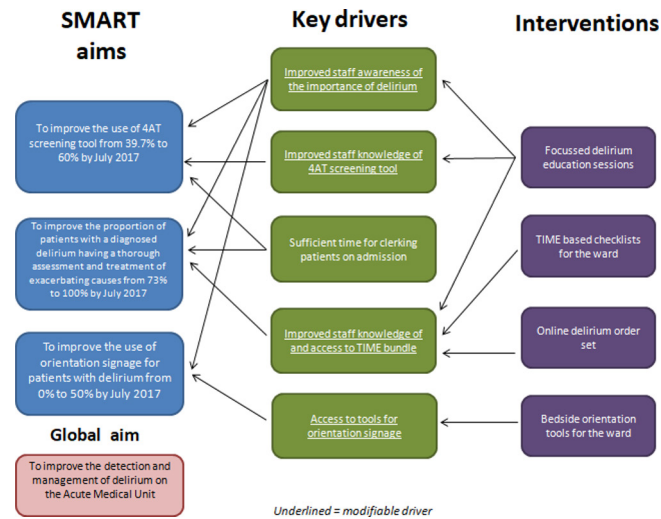 SMART
aims
Key drivers
Interventions
To improve the use of 4AT
screening tool from 39.7% to
60% by July 2017
To improve the proportion of
patients with a diagnosed
delirium having a thorough
assessment and treatment of
exacerbating causes from 73%
to 100% by July 2017
To improve the use of
orientation signage for
patients with delirium from
0% to 50% by July 2017
Global aim
To improve the detection and
management of delirium on
the Acute Medical Unit
Improved staff awareness of
the importance of delirium
Improved staff knowledge of
4AT screening tool
Sufficient time for clerking
patients on admission
Improved staff knowledge of
and access to TIME bundle
Access to tools for
orientation signage
Underlined = modifiable driver
Focussed delirium
education sessions
TIME based checklists
for the ward
Online delirium order
set
Bedside orientation
tools for the ward